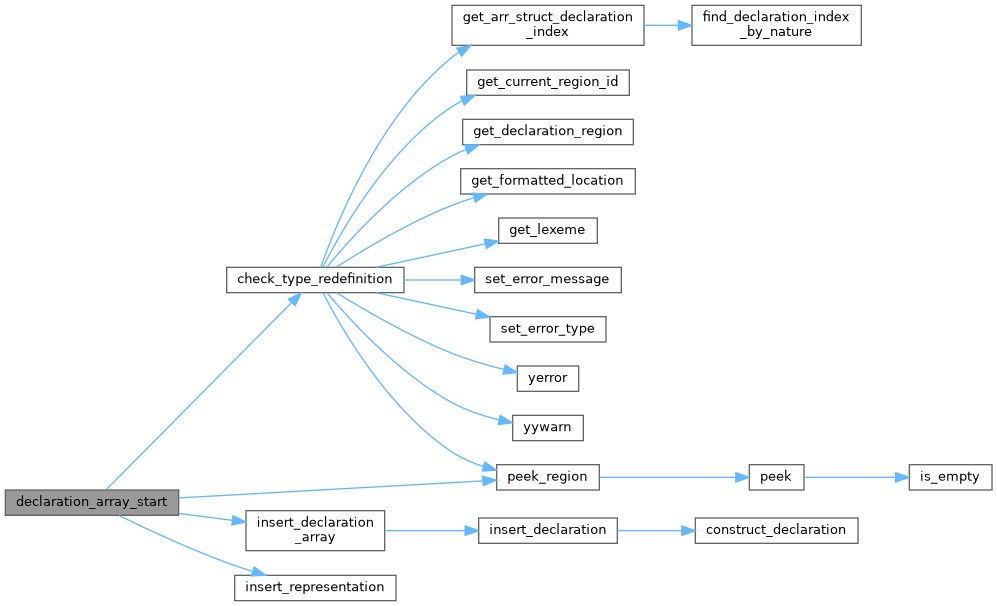 get_arr_struct_declaration
_index
find_declaration_index
_by_nature
get_current_region_id
get_declaration_region
get_formatted_location
get_lexeme
check_type_redefinition
set_error_message
set_error_type
yerror
yywarn
peek_region
peek
is_empty
declaration_array_start
insert_declaration
_array
insert_declaration
construct_declaration
insert_representation